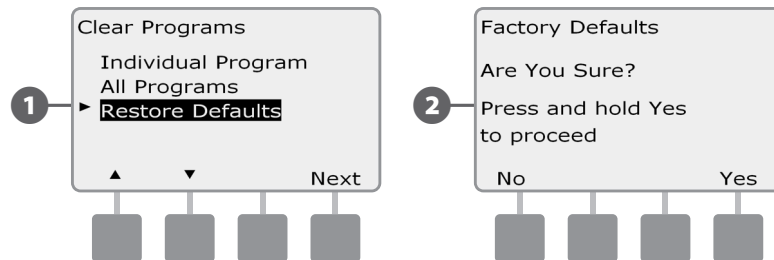 Clear Programs
Individual Program
All Programs
1
► Restore Defaults
▲ ▼ Next
Factory Defaults
Are You Sure?
2
Press and hold Yes
to proceed
No Yes